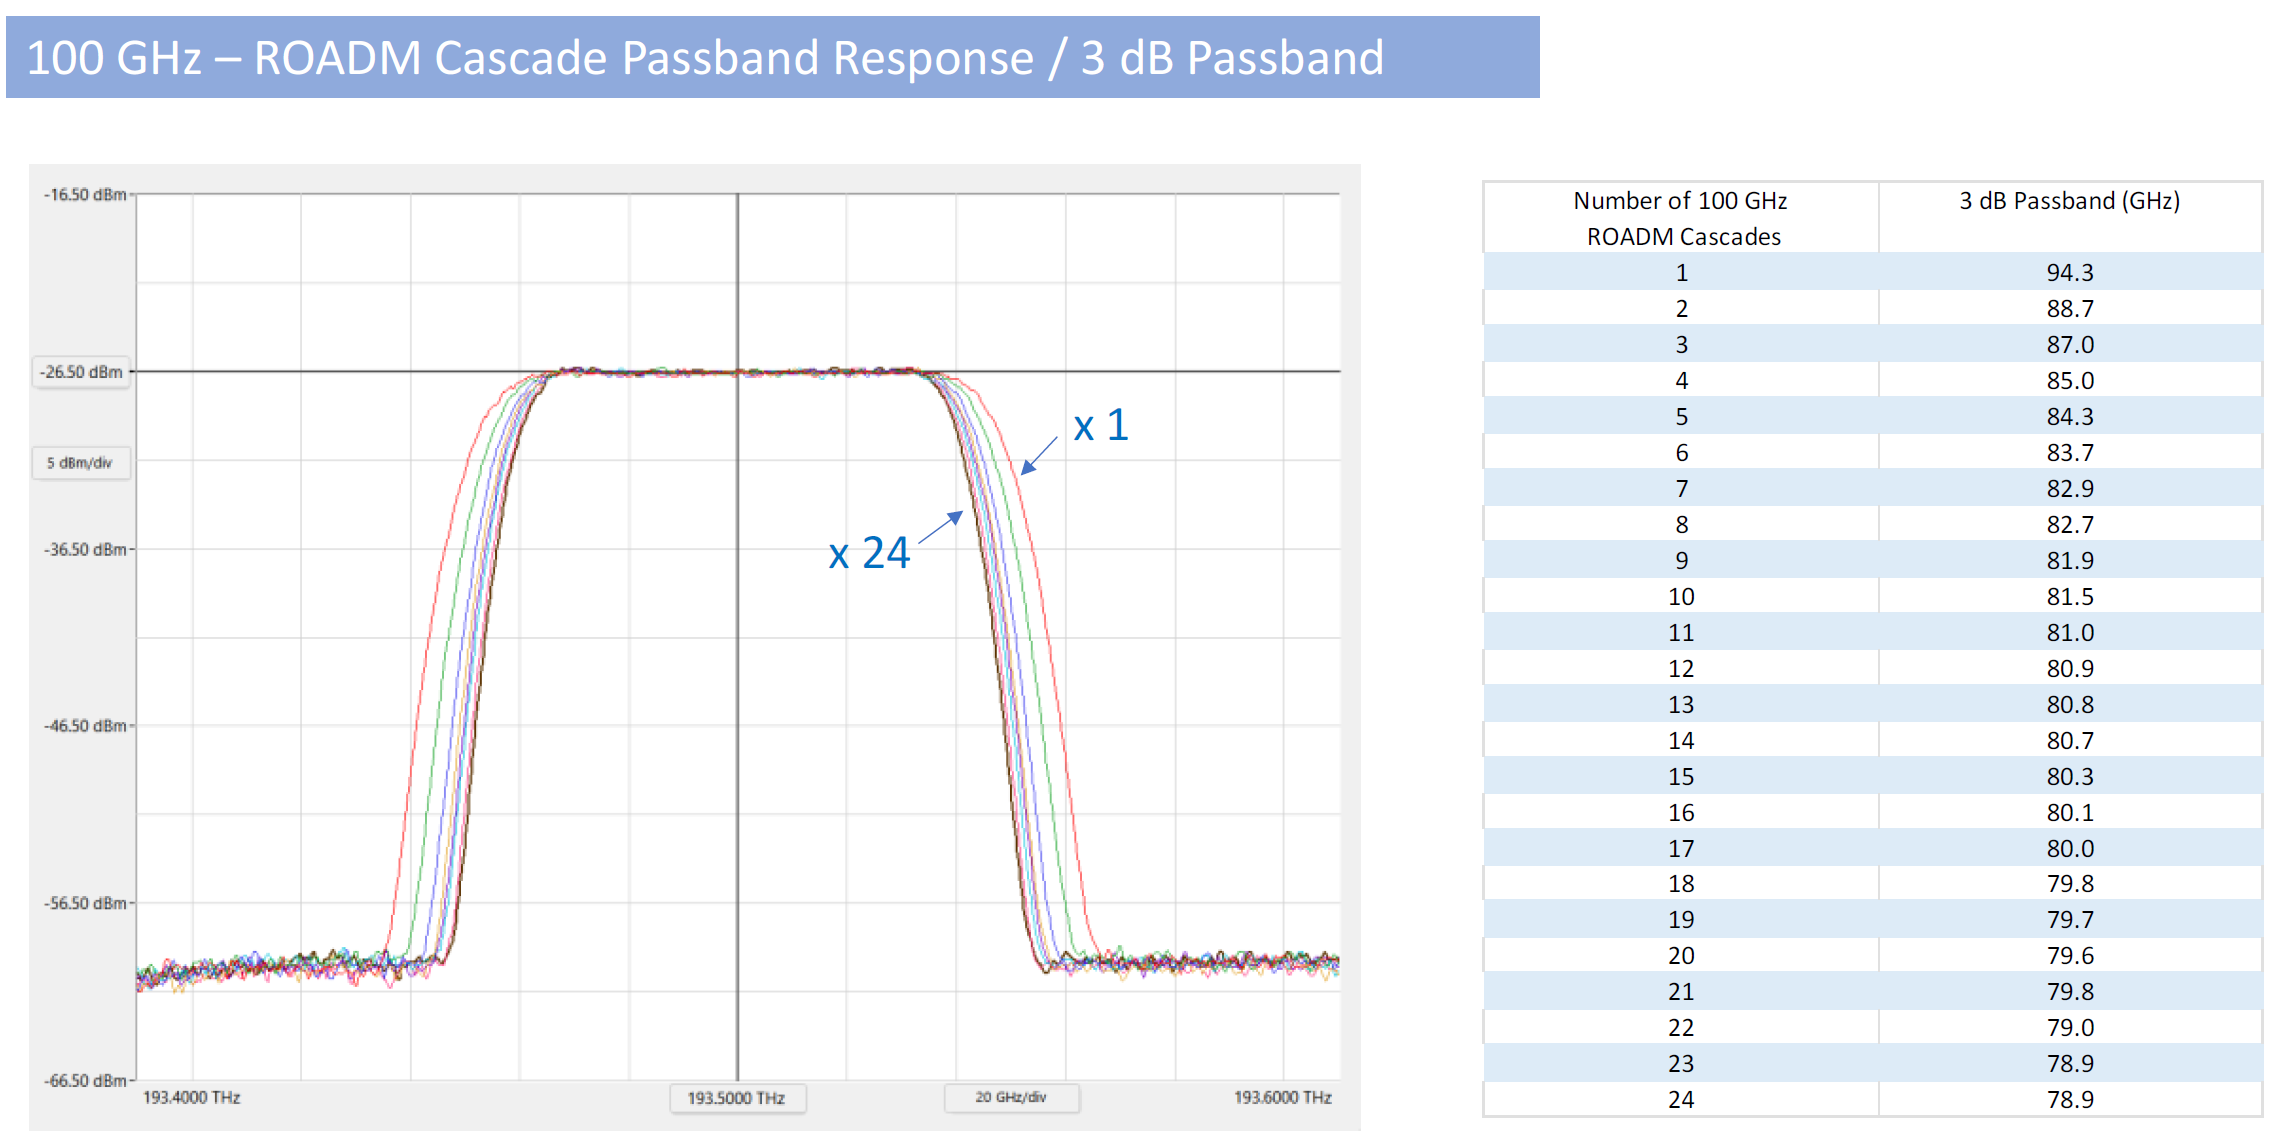 100 GHz – ROADM Cascade Passband Response / 3 dB Passband
-16.50 dBm
-26.50 dBm
5 dBm/div
-36.50 dBm
-46.50 dBm
-56.50 dBm
-66.50 dBm
x 1
x 24
193.4000 THz
193.5000 THz
20 GHz/div
193.6000 THz
Number of 100 GHz
ROADM Cascades
3 dB Passband (GHz)
1 94.3
2 88.7
3 87.0
4 85.0
5 84.3
6 83.7
7 82.9
8 82.7
9 81.9
10 81.5
11 81.0
12 80.9
13 80.8
14 80.7
15 80.3
16 80.1
17 80.0
18 79.8
19 79.7
20 79.6
21 79.8
22 79.0
23 78.9
24 78.9